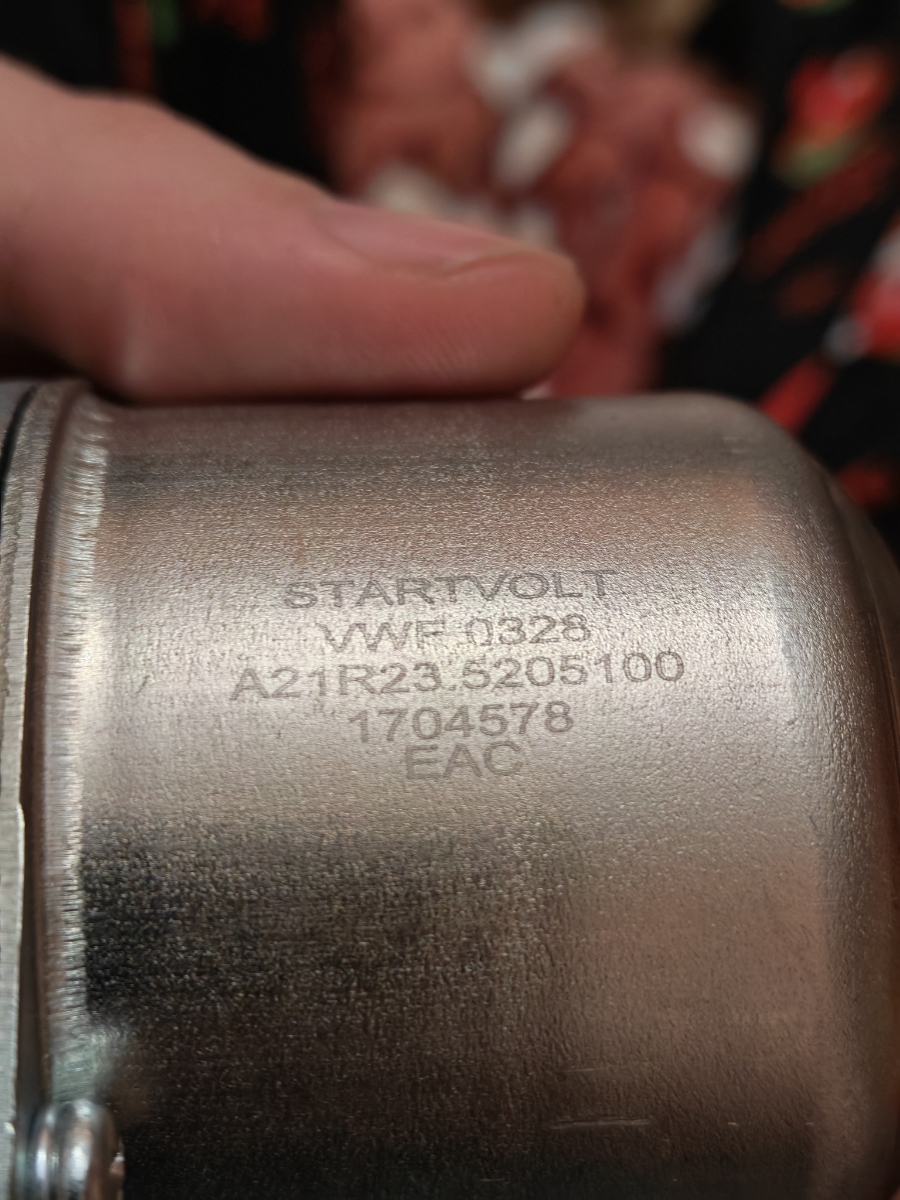 STARTVOLT
VWF 0328
A21R23.5205100
1704578
EAC